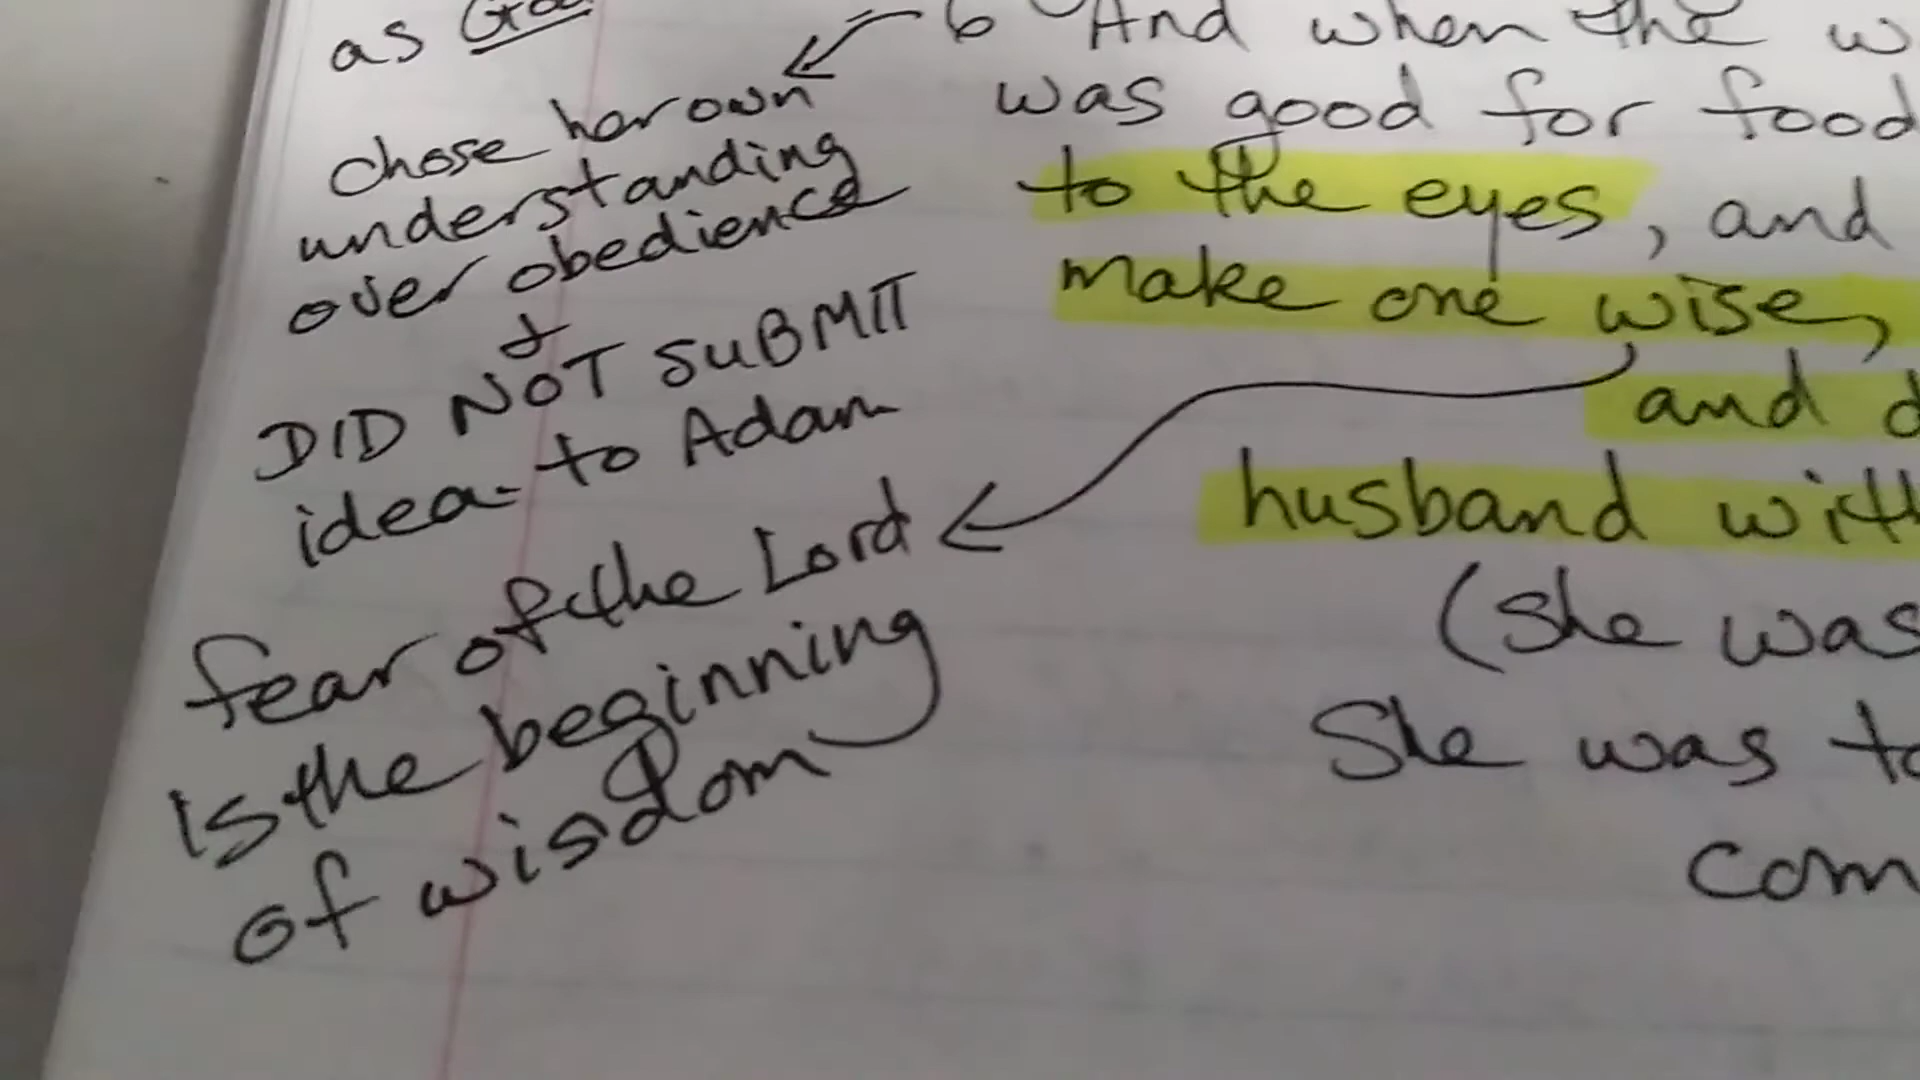 as God
chose her own
understanding
over obedience
&
DID NOT SUBMIT
idea to Adam
fear of the Lord
is the beginning
of wisdom
6 And when the w
was good for food
to the eyes, and
make one wise,
and d
husband with
(She was
She was to
com